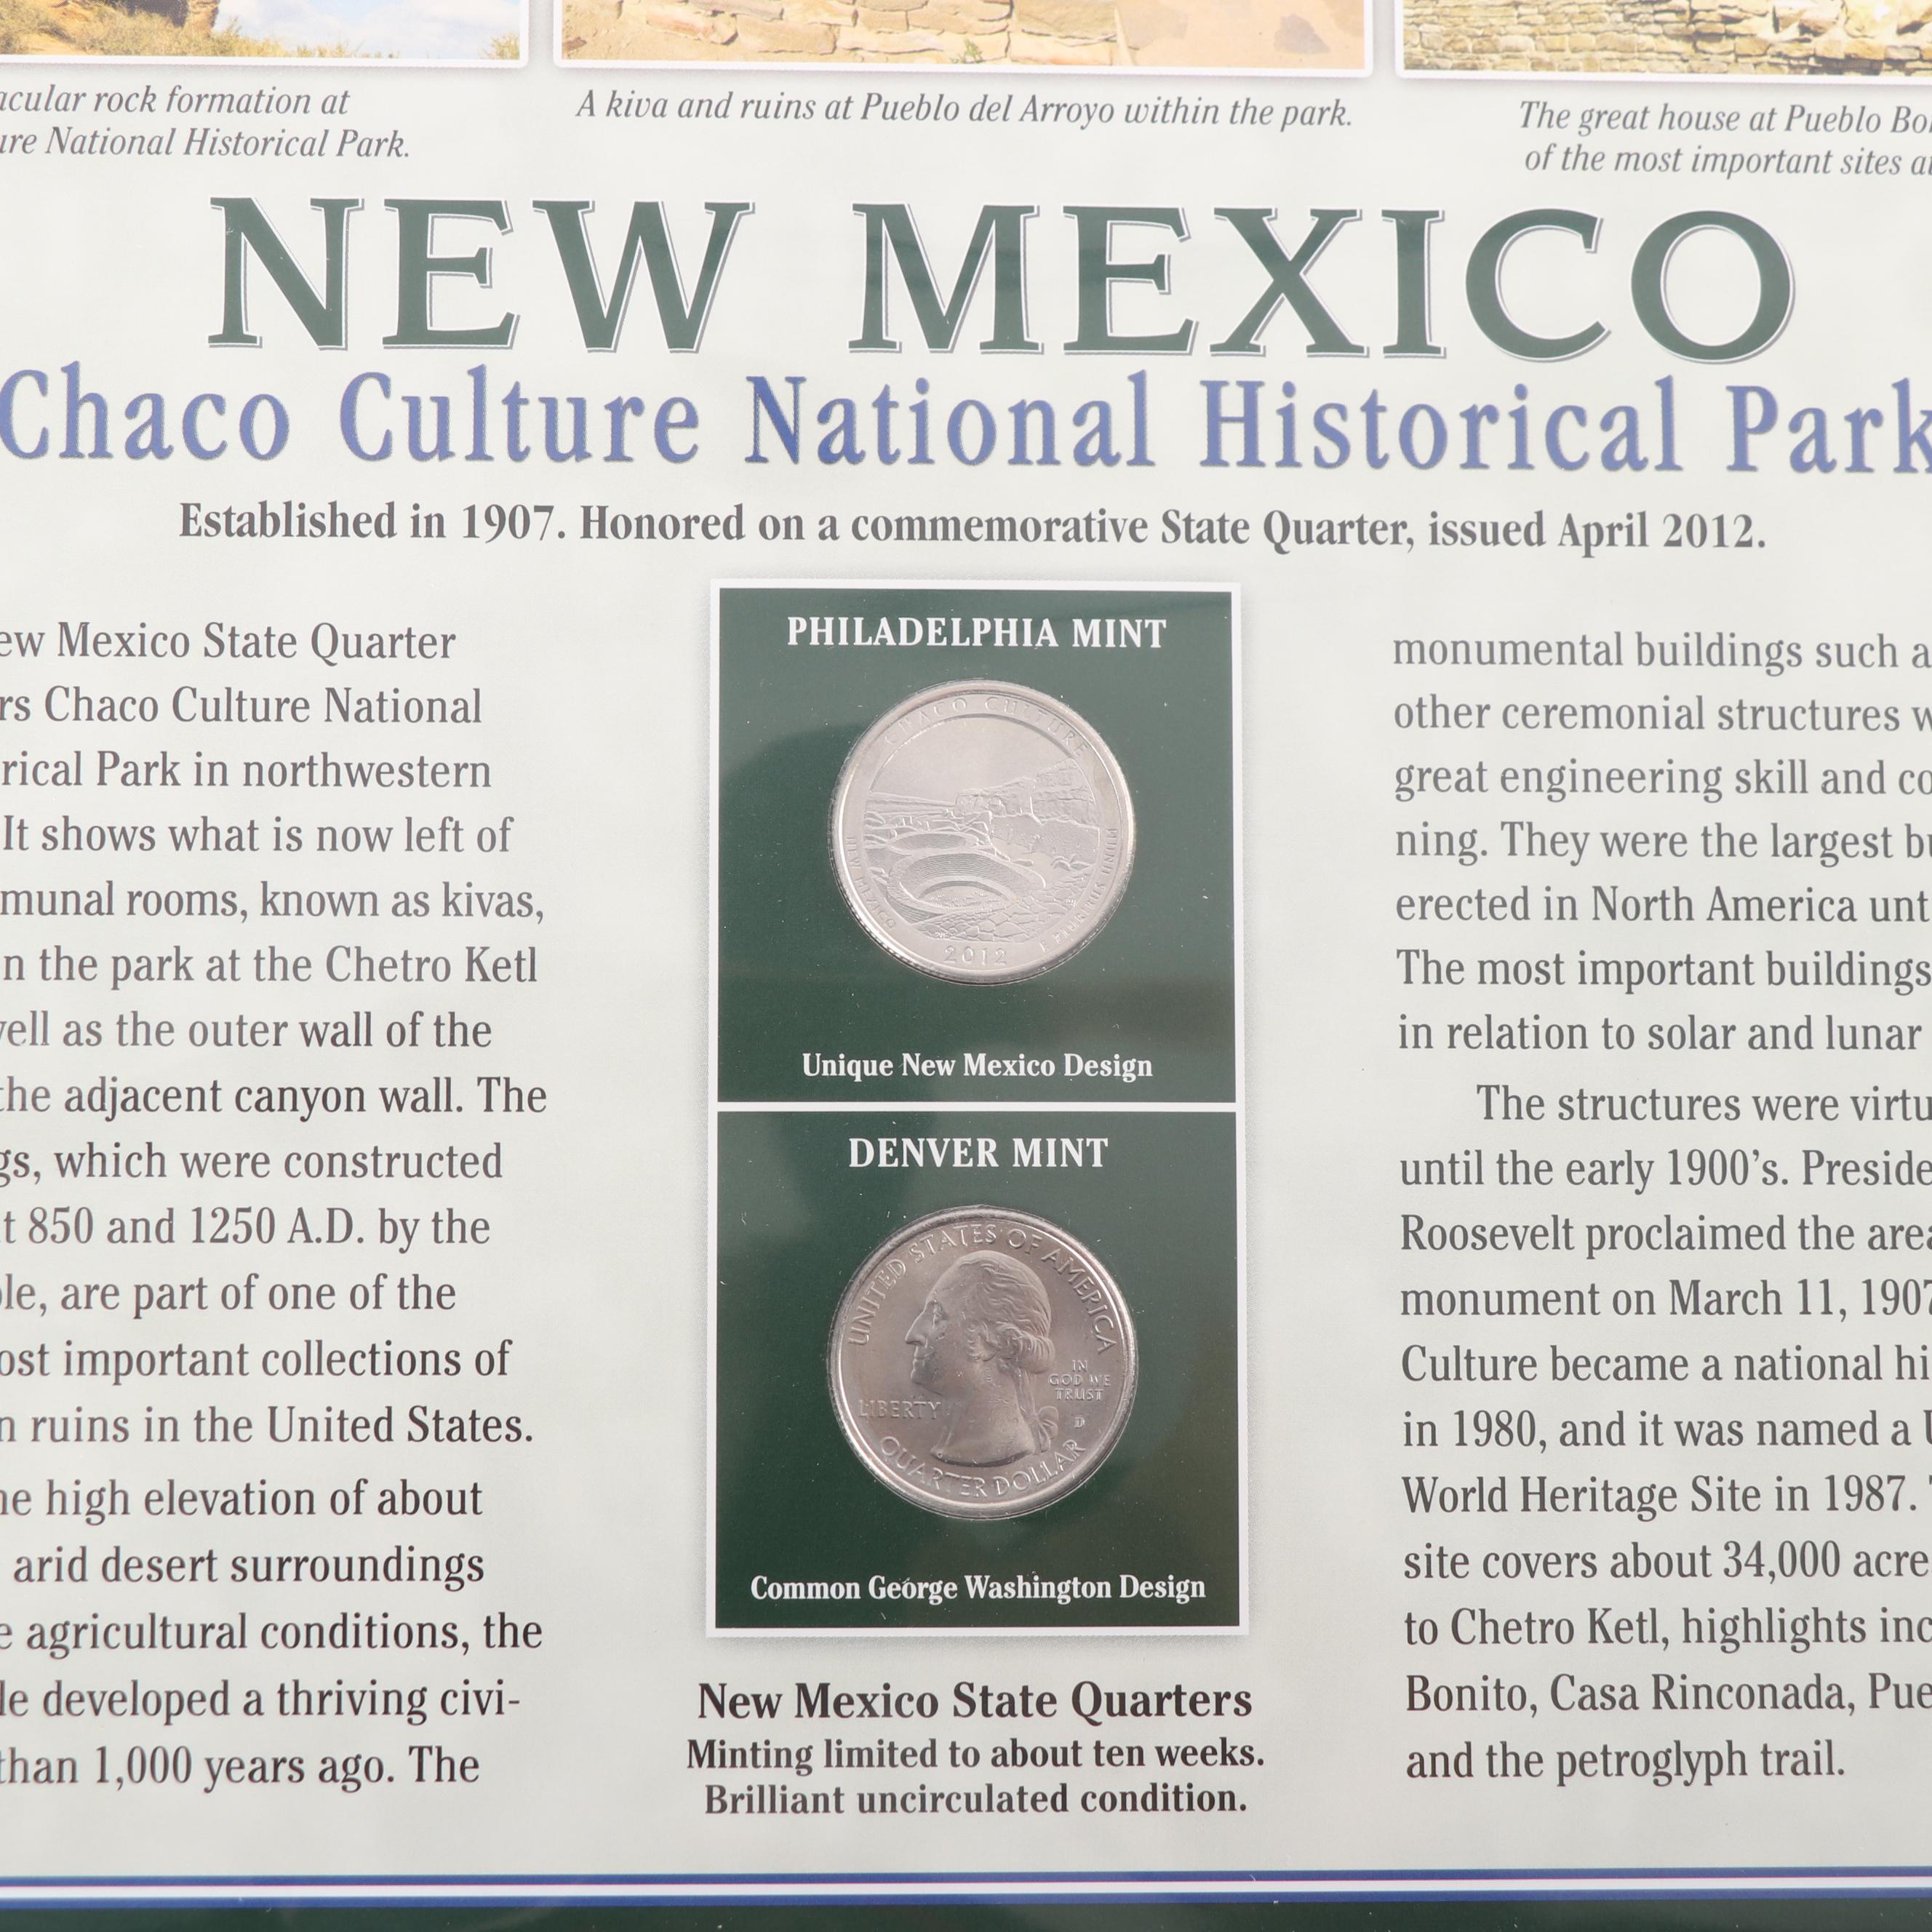 acular rock formation at
ure National Historical Park.
A kiva and ruins at Pueblo del Arroyo within the park.
The great house at Pueblo Bo
of the most important sites
NEW MEXICO
Chaco Culture National Historical Park
Established in 1907. Honored on a commemorative State Quarter, issued April 2012.
ew Mexico State Quarter
rs Chaco Culture National
rical Park in northwestern
It shows what is now left of
munal rooms, known as kivas,
n the park at the Chetro Ketl
well as the outer wall of the
the adjacent canyon wall. The
gs, which were constructed
t 850 and 1250 A.D. by the
le, are part of one of the
ost important collections of
n ruins in the United States.
he high elevation of about
arid desert surroundings
e agricultural conditions, the
le developed a thriving civi-
than 1,000 years ago. The
PHILADELPHIA MINT
CHACO CULTURE
NEW MEXICO
2012
E PLURIBUS UNUM
Unique New Mexico Design
DENVER MINT
UNITED STATES OF AMERICA
IN
GOD WE
TRUST
LIBERTY
D
QUARTER DOLLAR
Common George Washington Design
New Mexico State Quarters
Minting limited to about ten weeks.
Brilliant uncirculated condition.
monumental buildings such a
other ceremonial structures w
great engineering skill and co
ning. They were the largest bu
erected in North America unt
The most important buildings
in relation to solar and lunar
The structures were virtu
until the early 1900's. Preside
Roosevelt proclaimed the area
monument on March 11, 1907
Culture became a national hi
in 1980, and it was named a U
World Heritage Site in 1987.
site covers about 34,000 acre
to Chetro Ketl, highlights inc
Bonito, Casa Rinconada, Pue
and the petroglyph trail.